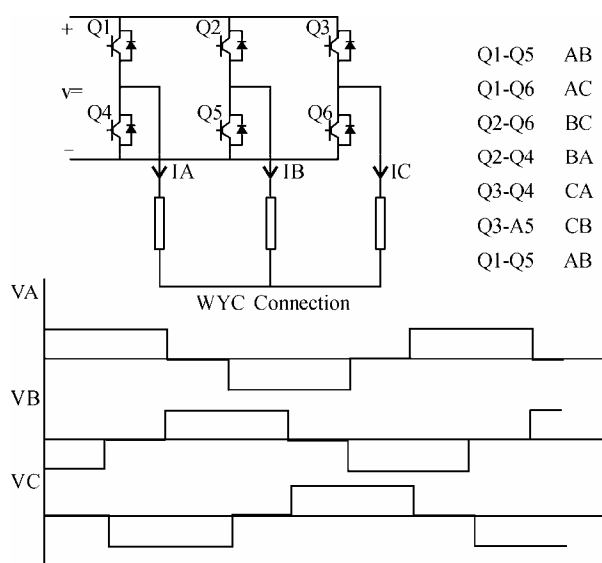 +
Q1
Q2
Q3
v=
Q4
Q5
Q6
−
IA
IB
IC
Q1-Q5 AB
Q1-Q6 AC
Q2-Q6 BC
Q2-Q4 BA
Q3-Q4 CA
Q3-A5 CB
Q1-Q5 AB
WYC Connection
VA
VB
VC